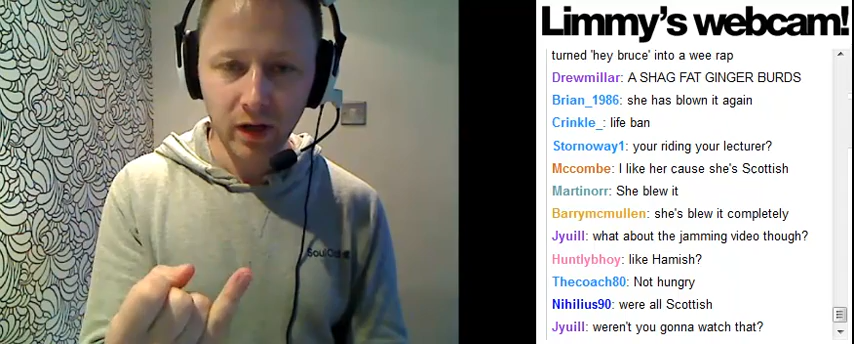 Limmy's webcam!
turned 'hey bruce' into a wee rap
Drewmillar: A SHAG FAT GINGER BURDS
Brian_1986: she has blown it again
Crinkle_: life ban
Stornoway1: your riding your lecturer?
Mccombe: I like her cause she's Scottish
Martinorr: She blew it
Barrymcmullen: she's blew it completely
Jyuill: what about the jamming video though?
Huntlybhoy: like Hamish?
Thecoach80: Not hungry
Nihilius90: were all Scottish
Jyuill: weren't you gonna watch that?